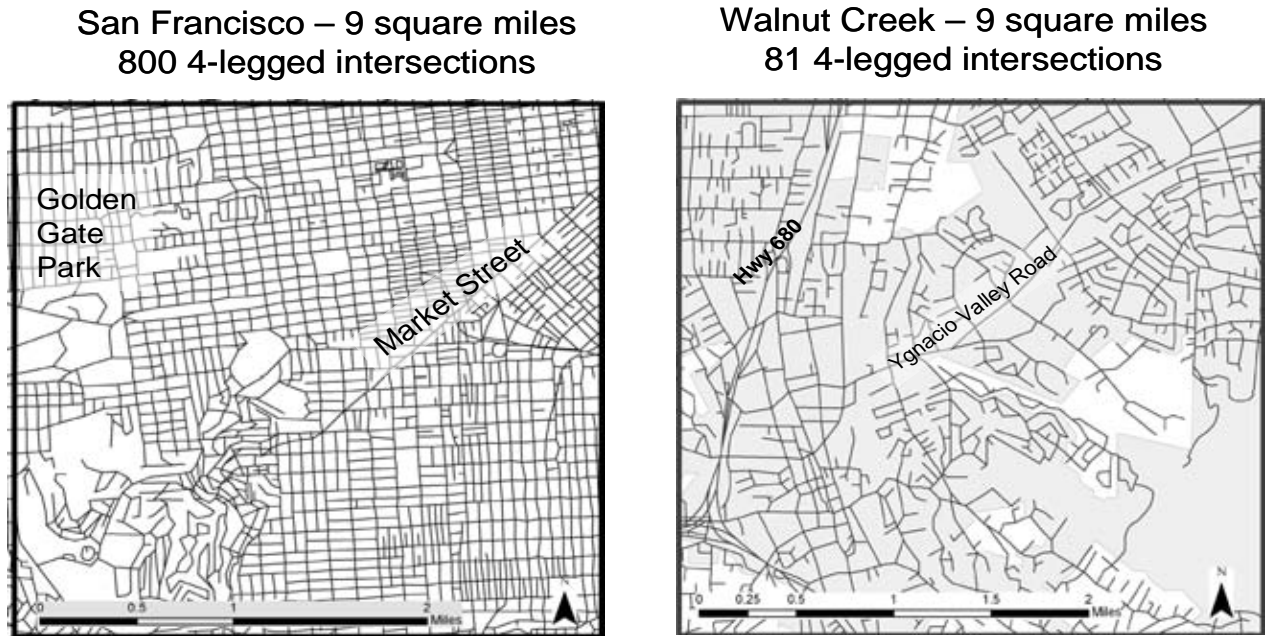 San Francisco – 9 square miles
800 4-legged intersections
Golden
Gate
Park
Market Street
N
0 0.5 1 2
Miles
Walnut Creek – 9 square miles
81 4-legged intersections
Hwy 680
Ygnacio Valley Road
N
0 0.25 0.5 1 1.5 2
Miles